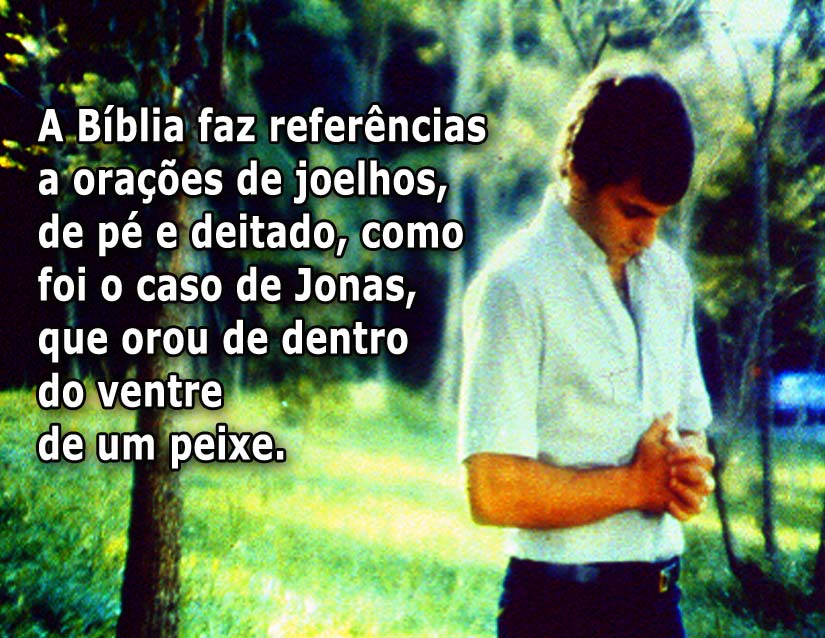 A Bíblia faz referências
a orações de joelhos,
de pé e deitado, como
foi o caso de Jonas,
que orou de dentro
do ventre
de um peixe.